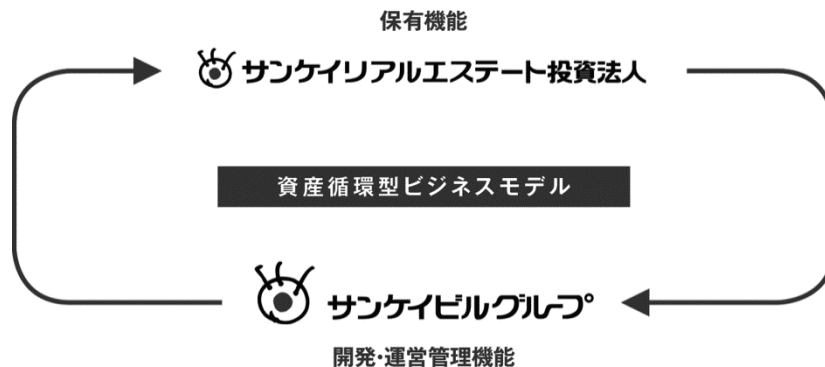 保有機能
サンケイリアルエステート投資法人
資産循環型ビジネスモデル
サンケイビルグループ
開発・運営管理機能